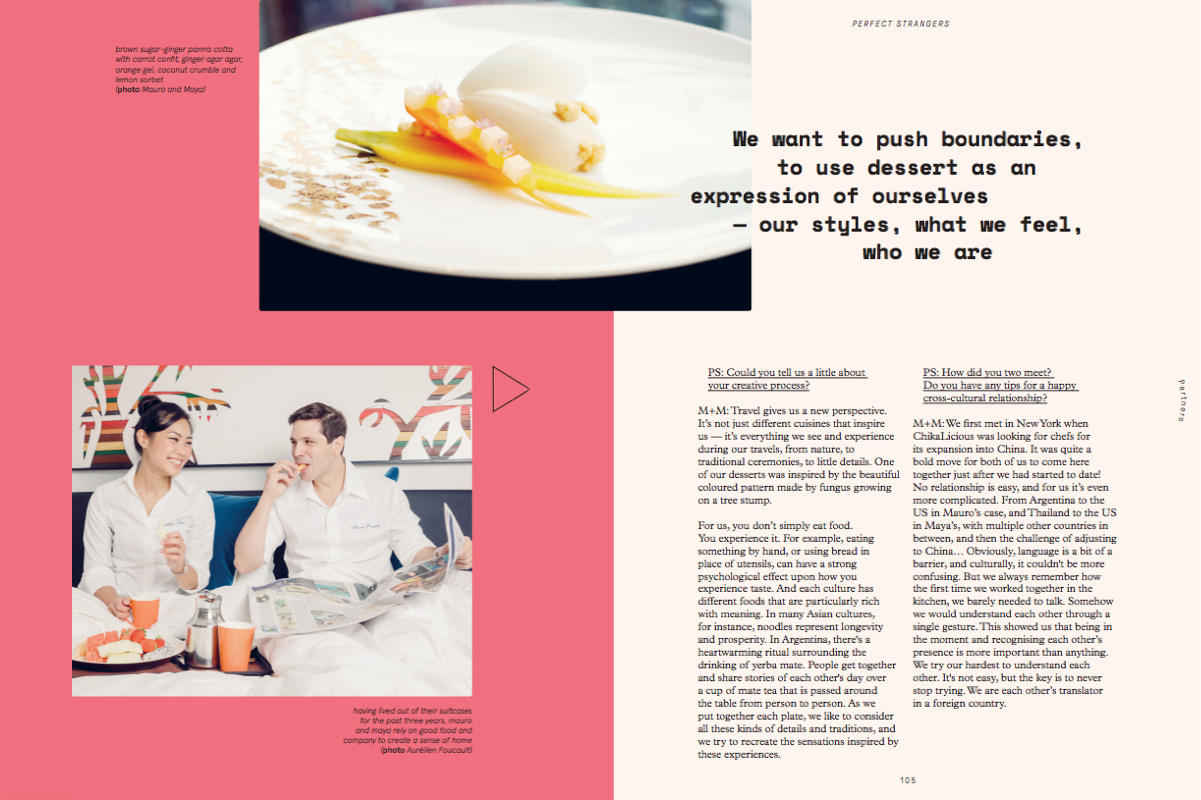 brown sugar-ginger panna cotta
with carrot confit, ginger agar agar,
orange gel, coconut crumble and
lemon sorbet
(photo Mauro and Maya)
PERFECT STRANGERS
We want to push boundaries,
to use dessert as an
expression of ourselves
— our styles, what we feel,
who we are
having lived out of their suitcases
for the past three years, mauro
and maya rely on good food and
company to create a sense of home
(photo Aurélien Foucault)
PS: Could you tell us a little about
your creative process?
M+M: Travel gives us a new perspective.
It's not just different cuisines that inspire
us — it's everything we see and experience
during our travels, from nature, to
traditional ceremonies, to little details. One
of our desserts was inspired by the beautiful
coloured pattern made by fungus growing
on a tree stump.
For us, you don't simply eat food.
You experience it. For example, eating
something by hand, or using bread in
place of utensils, can have a strong
psychological effect upon how you
experience taste. And each culture has
different foods that are particularly rich
with meaning. In many Asian cultures,
for instance, noodles represent longevity
and prosperity. In Argentina, there's a
heartwarming ritual surrounding the
drinking of yerba mate. People get together
and share stories of each other's day over
a cup of mate tea that is passed around
the table from person to person. As we
put together each plate, we like to consider
all these kinds of details and traditions, and
we try to recreate the sensations inspired by
these experiences.
PS: How did you two meet?
Do you have any tips for a happy
cross-cultural relationship?
M+M: We first met in New York when
ChikaLicious was looking for chefs for
its expansion into China. It was quite a
bold move for both of us to come here
together just after we had started to date!
No relationship is easy, and for us it's even
more complicated. From Argentina to the
US in Mauro's case, and Thailand to the US
in Maya's, with multiple other countries in
between, and then the challenge of adjusting
to China... Obviously, language is a bit of a
barrier, and culturally, it couldn't be more
confusing. But we always remember how
the first time we worked together in the
kitchen, we barely needed to talk. Somehow
we would understand each other through a
single gesture. This showed us that being in
the moment and recognising each other's
presence is more important than anything.
We try our hardest to understand each
other. It's not easy, but the key is to never
stop trying. We are each other's translator
in a foreign country.
partners
105